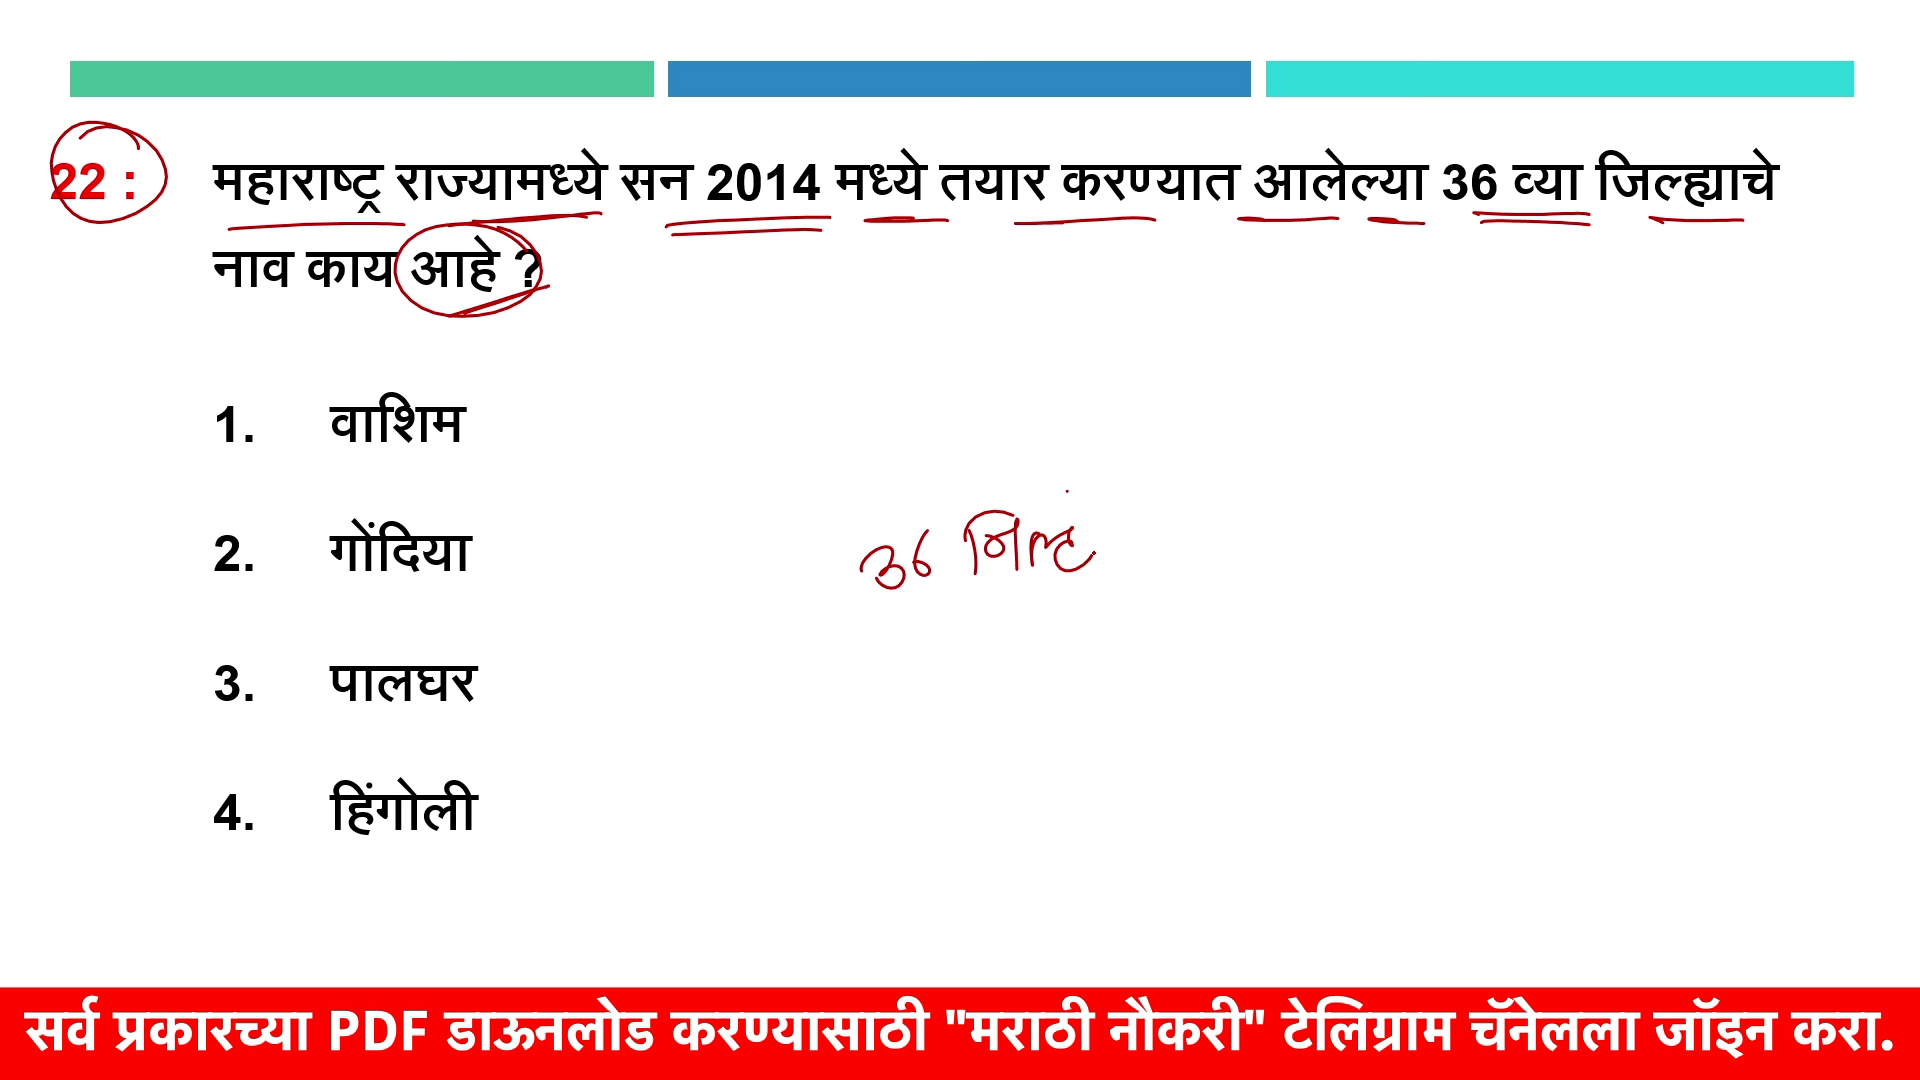 22 : महाराष्ट्र राज्यामध्ये सन 2014 मध्ये तयार करण्यात आलेल्या 36 व्या जिल्ह्याचे
नाव काय आहे ?
1. वाशिम
2. गोंदिया
३६ जिल्हे
3. पालघर
4. हिंगोली
सर्व प्रकारच्या PDF डाऊनलोड करण्यासाठी "मराठी नौकरी" टेलिग्राम चॅनेलला जॉइन करा.